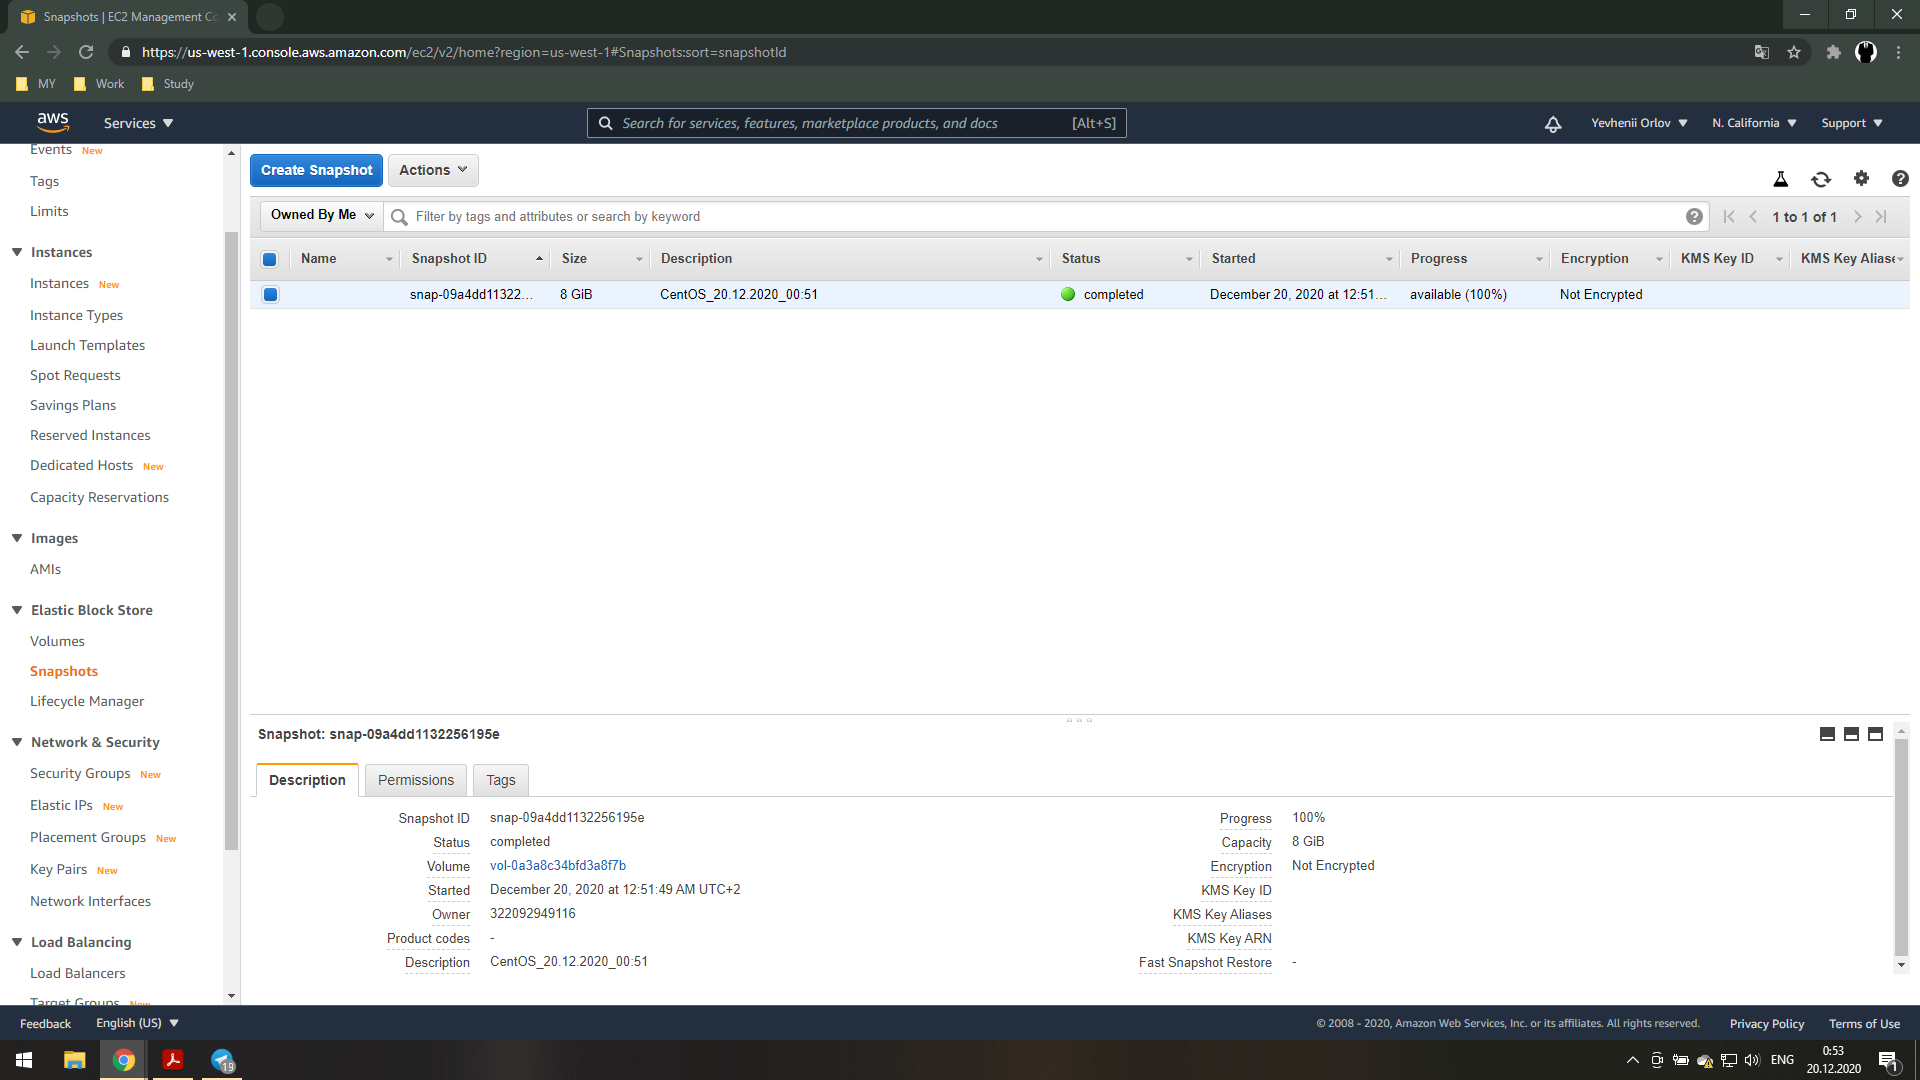 Snapshots | EC2 Management Co
https://us-west-1.console.aws.amazon.com/ec2/v2/home?region=us-west-1#Snapshots:sort=snapshotId
MY Work Study
aws Services Search for services, features, marketplace products, and docs [Alt+S] Yevhenii Orlov N. California Support
Events New
Tags
Limits
Instances
Instances New
Instance Types
Launch Templates
Spot Requests
Savings Plans
Reserved Instances
Dedicated Hosts New
Capacity Reservations
Images
AMIs
Elastic Block Store
Volumes
Snapshots
Lifecycle Manager
Network & Security
Security Groups New
Elastic IPs New
Placement Groups New
Key Pairs New
Network Interfaces
Load Balancing
Load Balancers
Target Groups New
Create Snapshot Actions
Owned By Me Filter by tags and attributes or search by keyword 1 to 1 of 1
Name Snapshot ID Size Description Status Started Progress Encryption KMS Key ID KMS Key Aliase
snap-09a4dd11322... 8 GiB CentOS_20.12.2020_00:51 completed December 20, 2020 at 12:51... available (100%) Not Encrypted
Snapshot: snap-09a4dd1132256195e
Description Permissions Tags
Snapshot ID snap-09a4dd1132256195e
Status completed
Volume vol-0a3a8c34bfd3a8f7b
Started December 20, 2020 at 12:51:49 AM UTC+2
Owner 322092949116
Product codes -
Description CentOS_20.12.2020_00:51
Progress 100%
Capacity 8 GiB
Encryption Not Encrypted
KMS Key ID
KMS Key Aliases
KMS Key ARN
Fast Snapshot Restore -
Feedback English (US) © 2008 - 2020, Amazon Web Services, Inc. or its affiliates. All rights reserved. Privacy Policy Terms of Use
19 ENG 0:53 1
20.12.2020